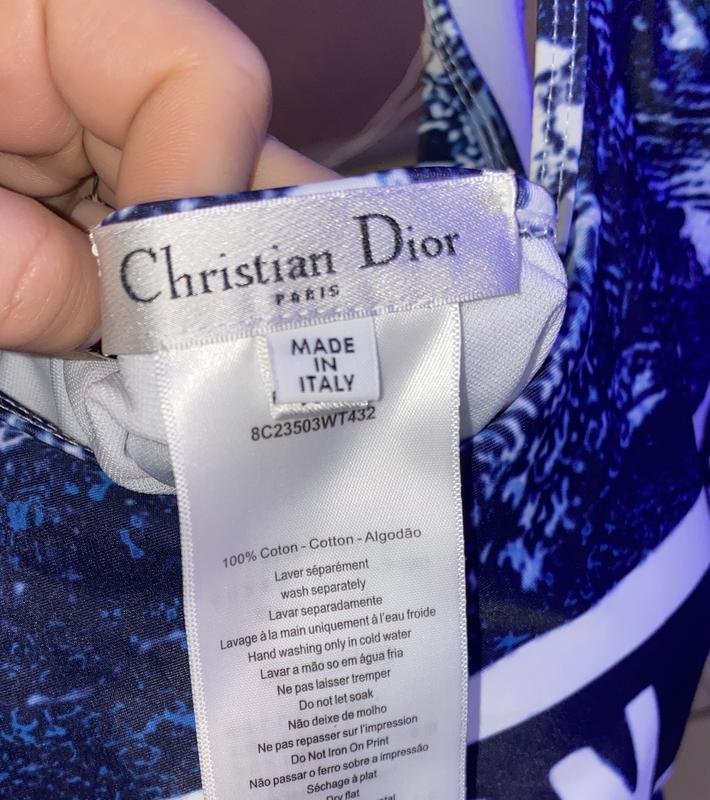 Christian Dior
PARIS
MADE
IN
ITALY
8C23503WT432
100% Coton - Cotton - Algodão
Laver séparément
wash separately
Lavar separadamente
Lavage à la main uniquement à l'eau froide
Hand washing only in cold water
Lavar a mão so em água fria
Ne pas laisser tremper
Do not let soak
Não deixe de molho
Ne pas repasser sur l'impression
Do Not Iron On Print
Não passar o ferro sobre a impressão
Séchage à plat
Dry flat